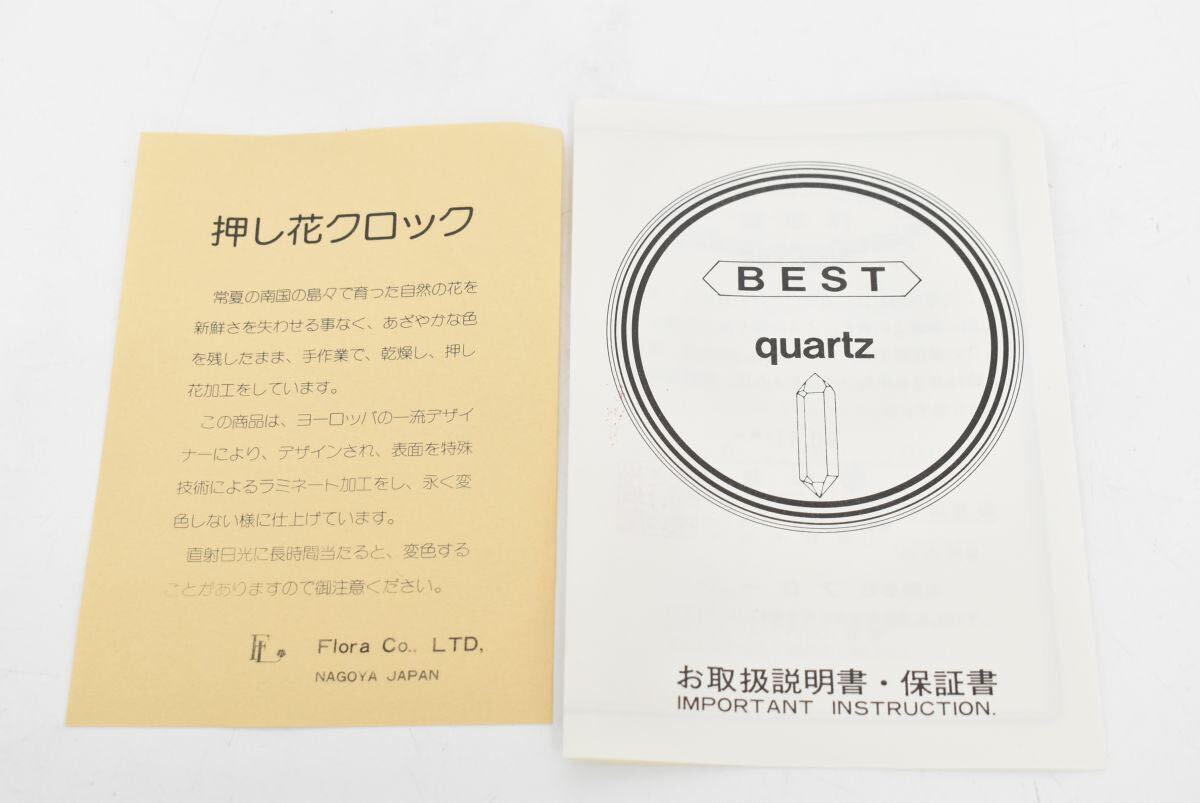 押し花クロック
常夏の南国の島々で育った自然の花を
新鮮さを失わせる事なく、あざやかな色
を残したまま、手作業で、乾燥し、押し
花加工をしています。
この商品は、ヨーロッパの一流デザイ
ナーにより、デザインされ、表面を特殊
技術によるラミネート加工をし、永く変
色しない様に仕上げています。
直射日光に長時間当たると、変色する
ことがありますので御注意ください。
Flora Co., LTD,
NAGOYA JAPAN
BEST
quartz
お取扱説明書・保証書
IMPORTANT INSTRUCTION.